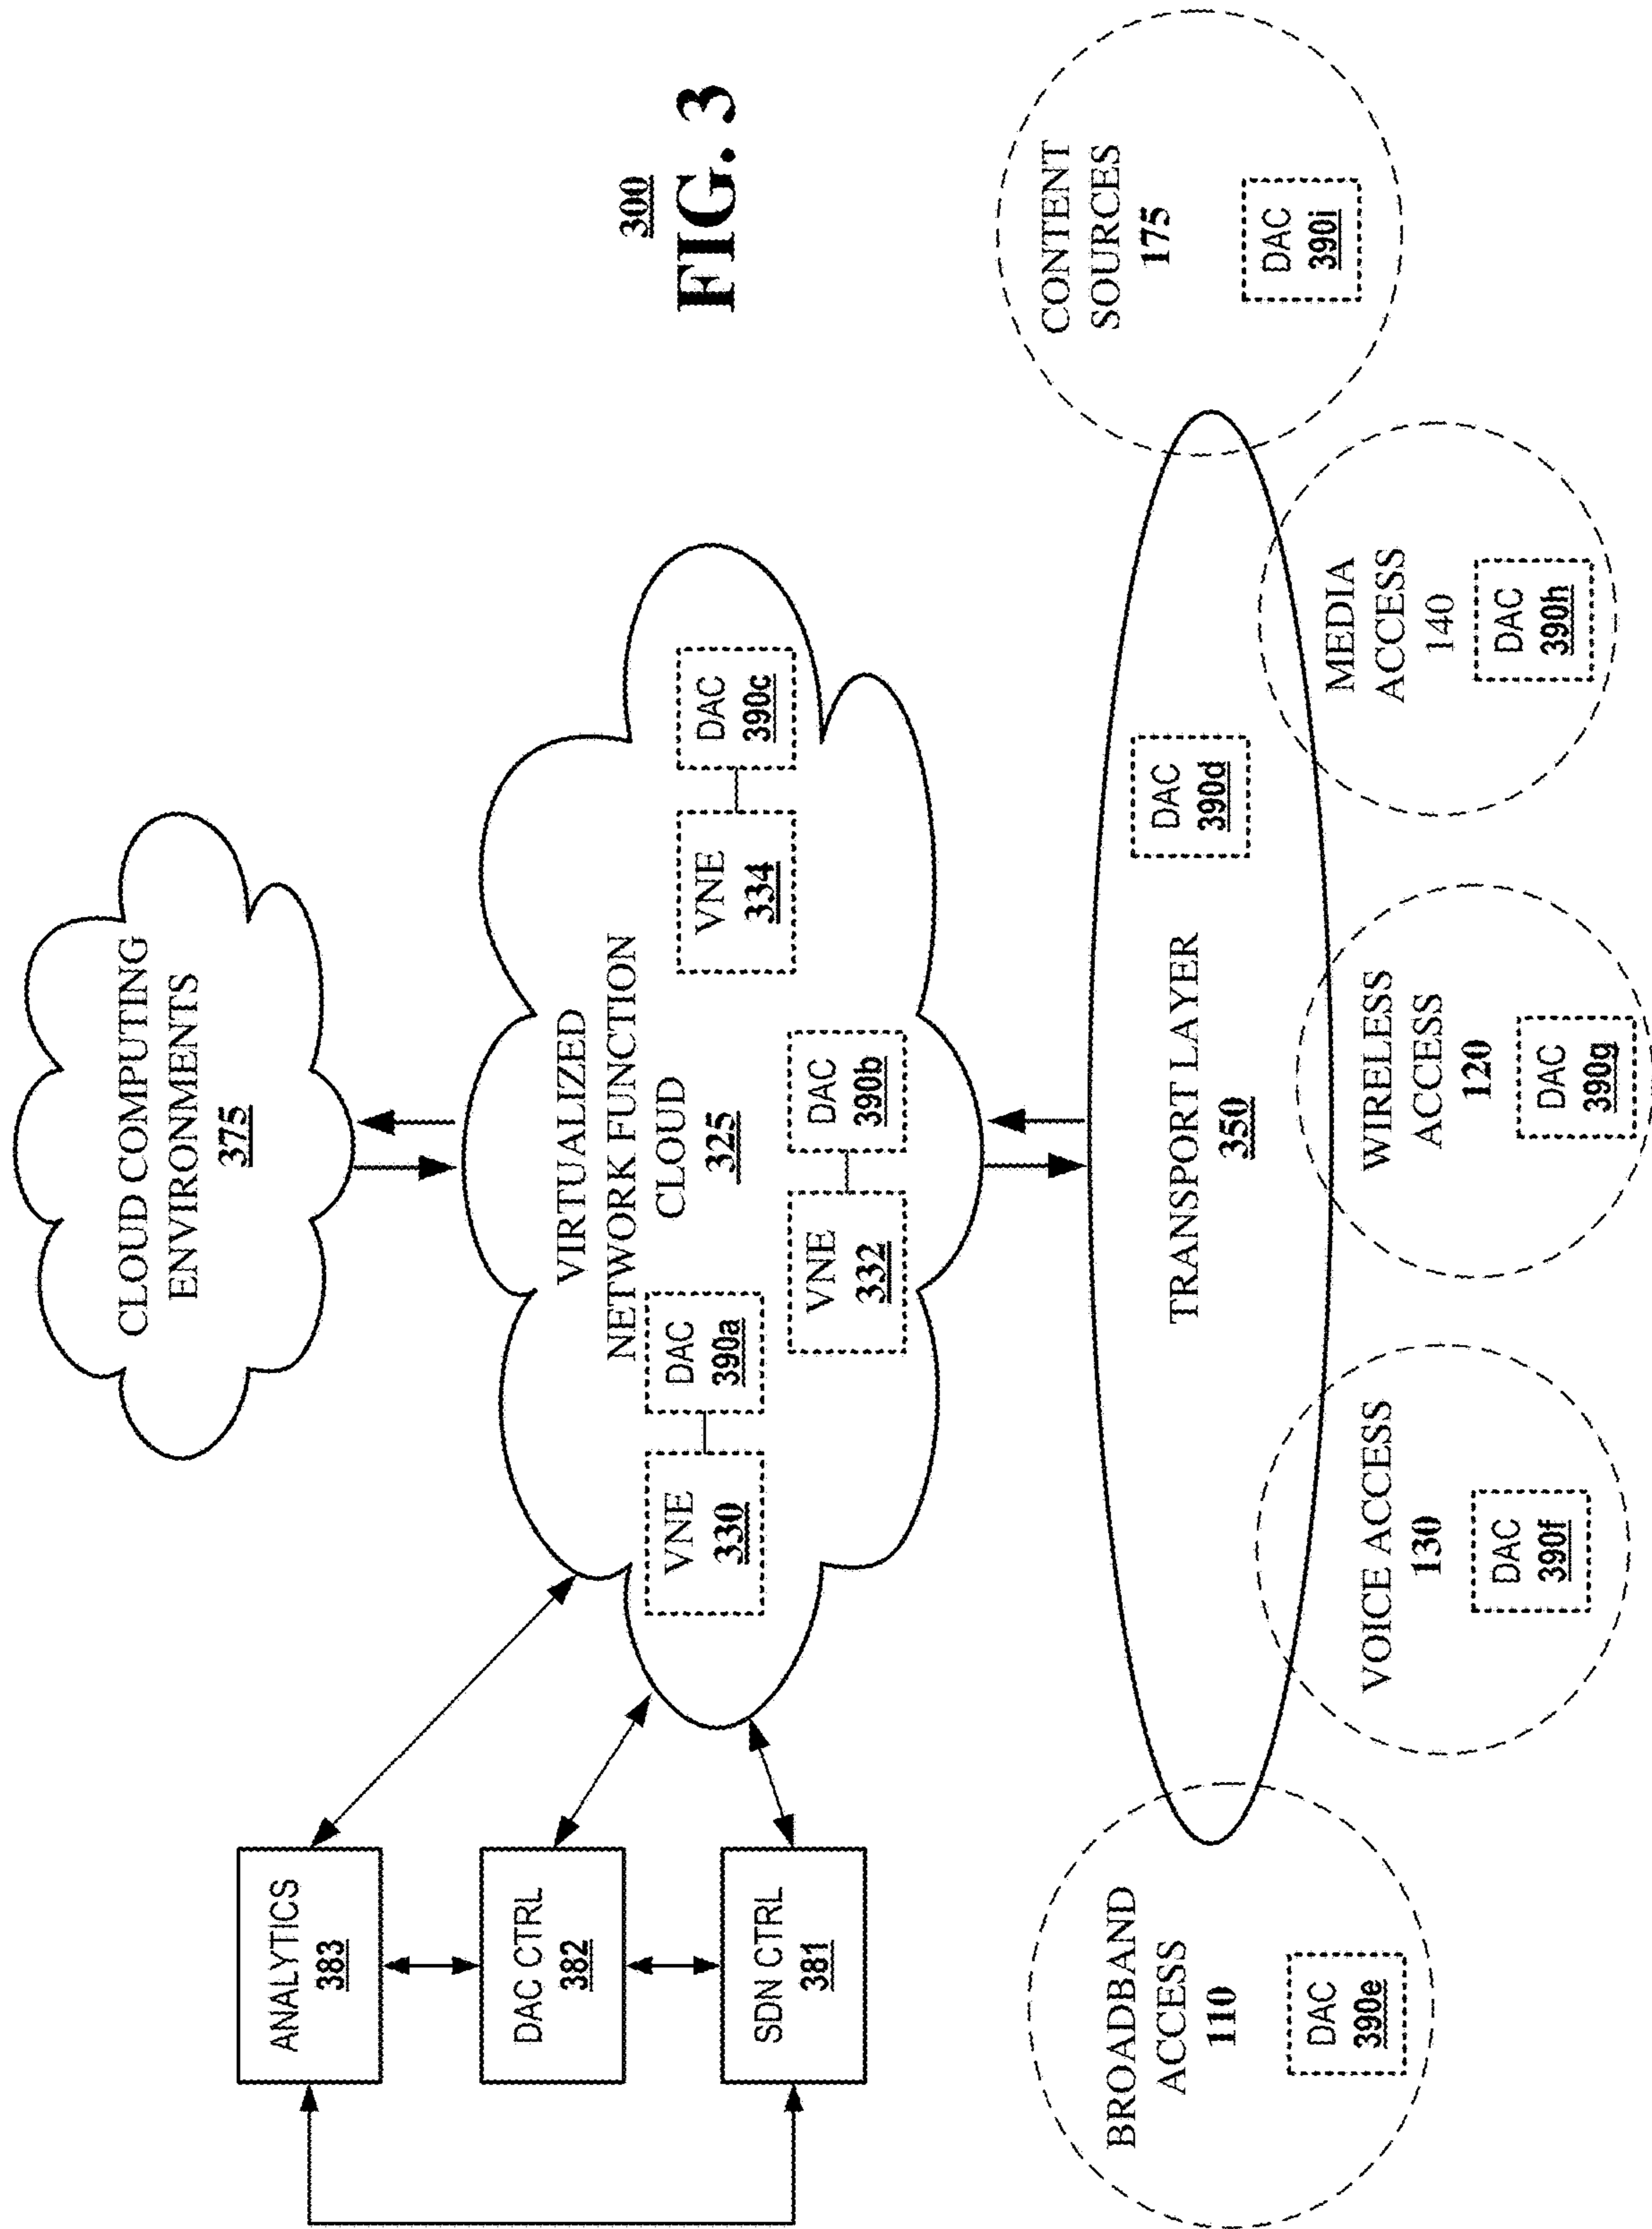 CLOUD COMPUTING
ENVIRONMENTS
375
ANALYTICS
383
DAC CTRL
382
SDN CTRL
381
VIRTUALIZED
NETWORK FUNCTION
CLOUD
325
VNE
330
DAC
390a
VNE
332
DAC
390b
VNE
334
DAC
390c
300
FIG. 3
TRANSPORT LAYER
350
DAC
390d
BROADBAND
ACCESS
110
DAC
390e
VOICE ACCESS
130
DAC
390f
WIRELESS
ACCESS
120
DAC
390g
MEDIA
ACCESS
140
DAC
390h
CONTENT
SOURCES
175
DAC
390i